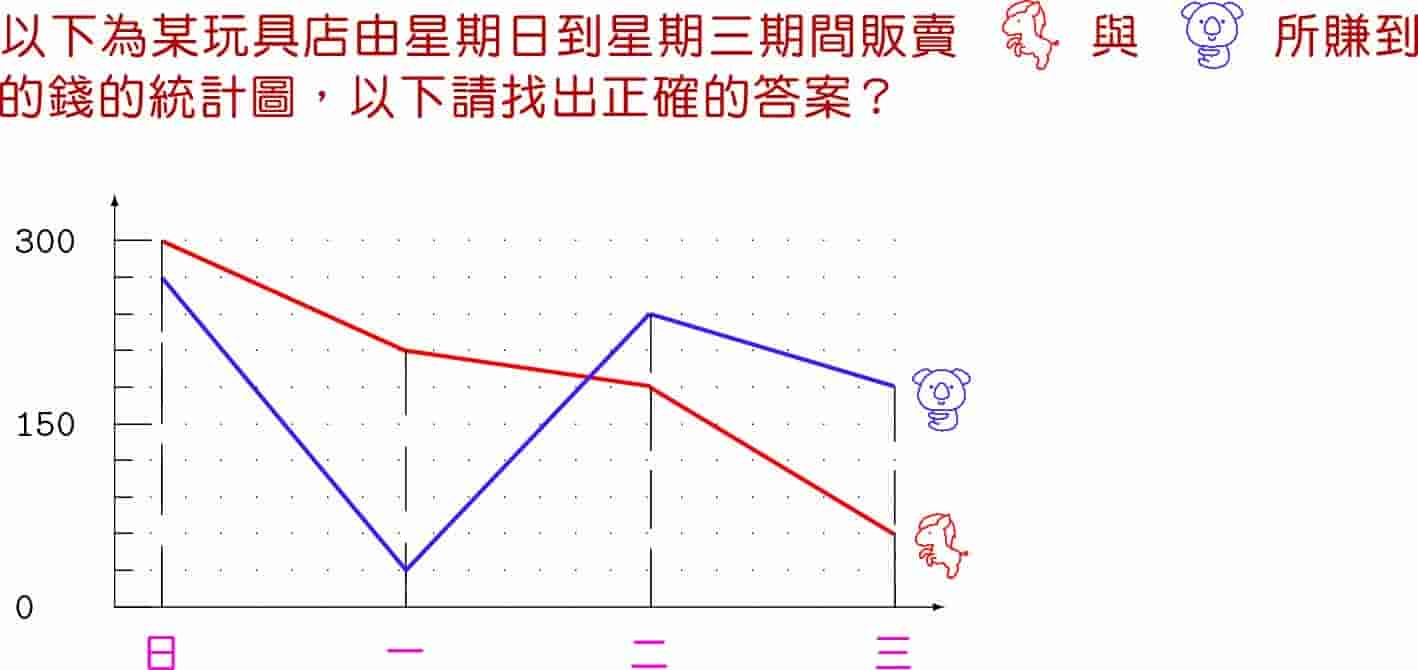 以下為某玩具店由星期日到星期三期間販賣 與 所賺到
的錢的統計圖，以下請找出正確的答案？
300
150
0
日 一 二 三